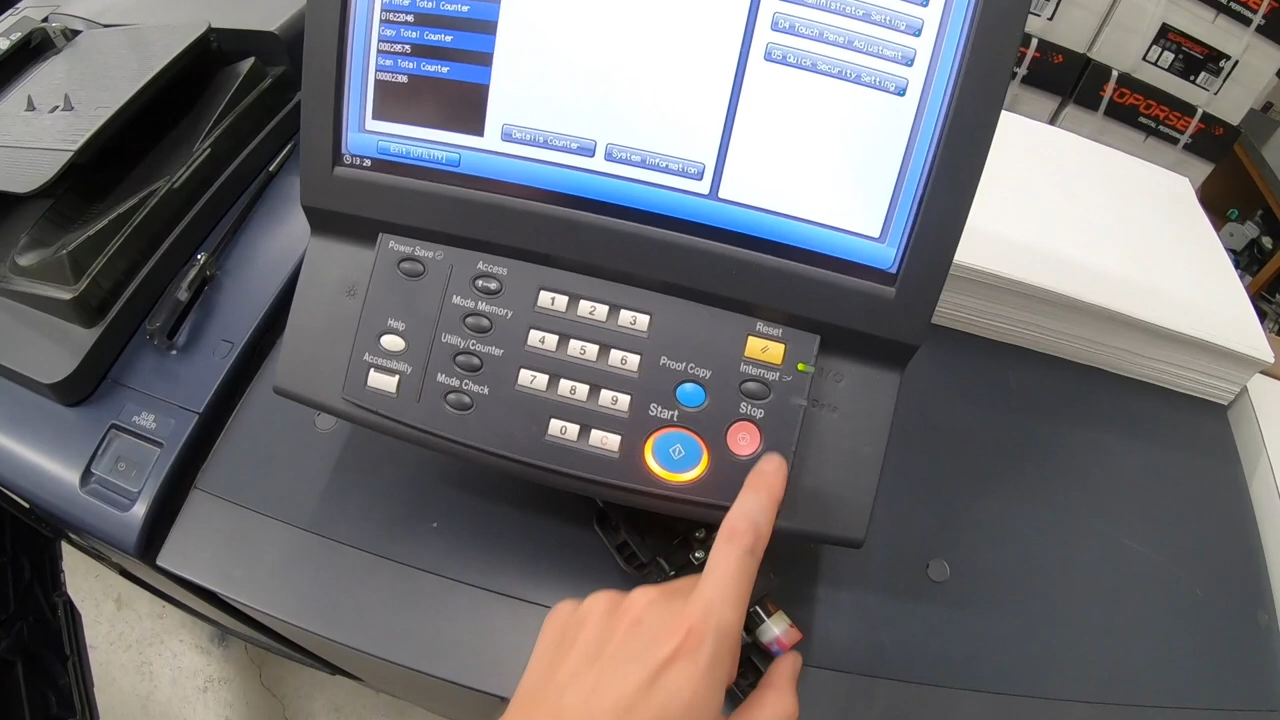 Printer Total Counter
01622046
Copy Total Counter
00029575
Scan Total Counter
00002306
Details Counter
System Information
Exit [UTILITY]
13:29
Administrator Setting
04 Touch Panel Adjustment
05 Quick Security Setting
Power Save
Access
Mode Memory
Help
Utility/Counter
Accessibility
Mode Check
1 2 3
4 5 6
7 8 9
0 C
Reset
Interrupt
Proof Copy
Start
Stop
Data
SUB
POWER
SOPORSET
SOPORSET